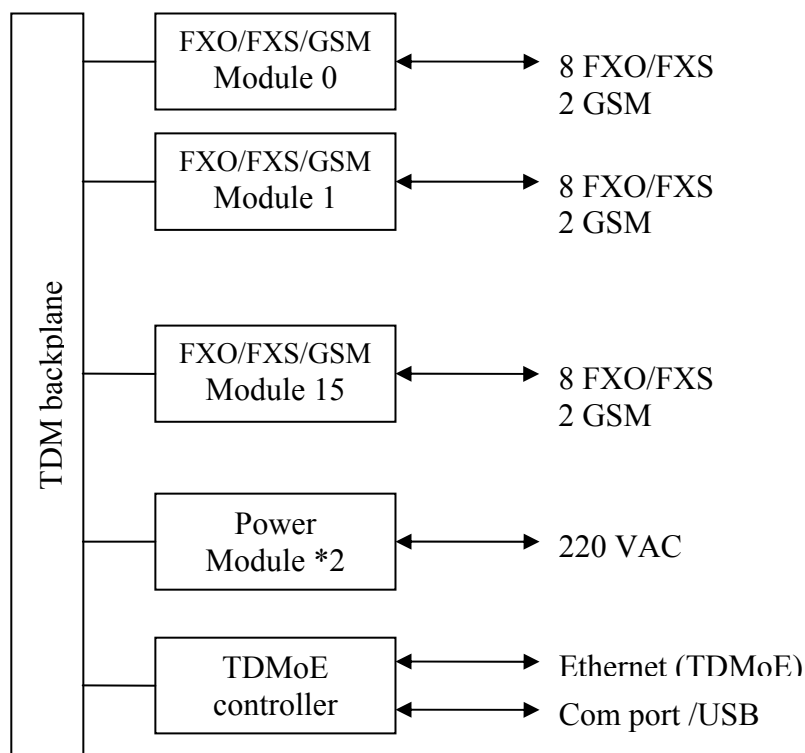 TDM backplane
FXO/FXS/GSM
Module 0
8 FXO/FXS
2 GSM
FXO/FXS/GSM
Module 1
8 FXO/FXS
2 GSM
FXO/FXS/GSM
Module 15
8 FXO/FXS
2 GSM
Power
Module *2
220 VAC
TDMoE
controller
Ethernet (TDMoE)
Com port /USB